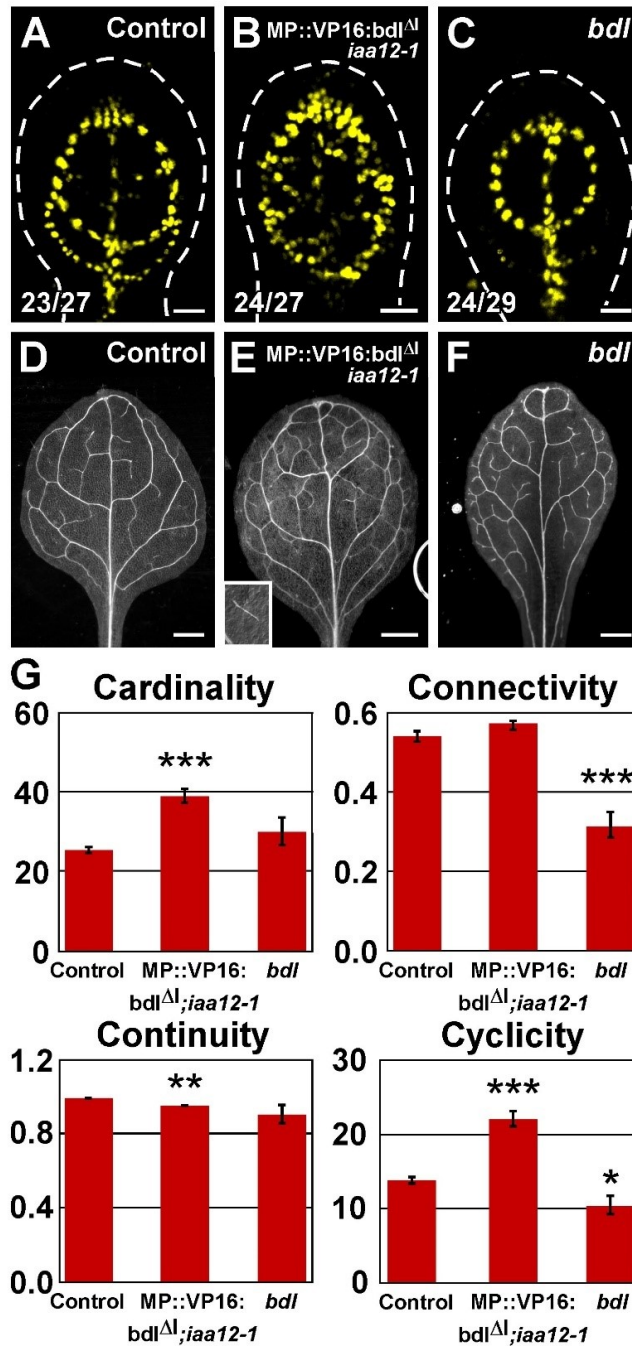 A Control
B MP::VP16:bdlΔI
iaa12-1
C bdl
23/27
24/27
24/29
D Control
E MP::VP16:bdlΔI
iaa12-1
F bdl
G
Cardinality
60
40
20
0
***
Control MP::VP16: bdl
bdlΔI;iaa12-1
Connectivity
0.6
0.4
0.2
0.0
***
Control MP::VP16: bdl
bdlΔI;iaa12-1
Continuity
1.2
0.8
0.4
0.0
**
Control MP::VP16: bdl
bdlΔI;iaa12-1
Cyclicity
30
20
10
0
***
*
Control MP::VP16: bdl
bdlΔI;iaa12-1